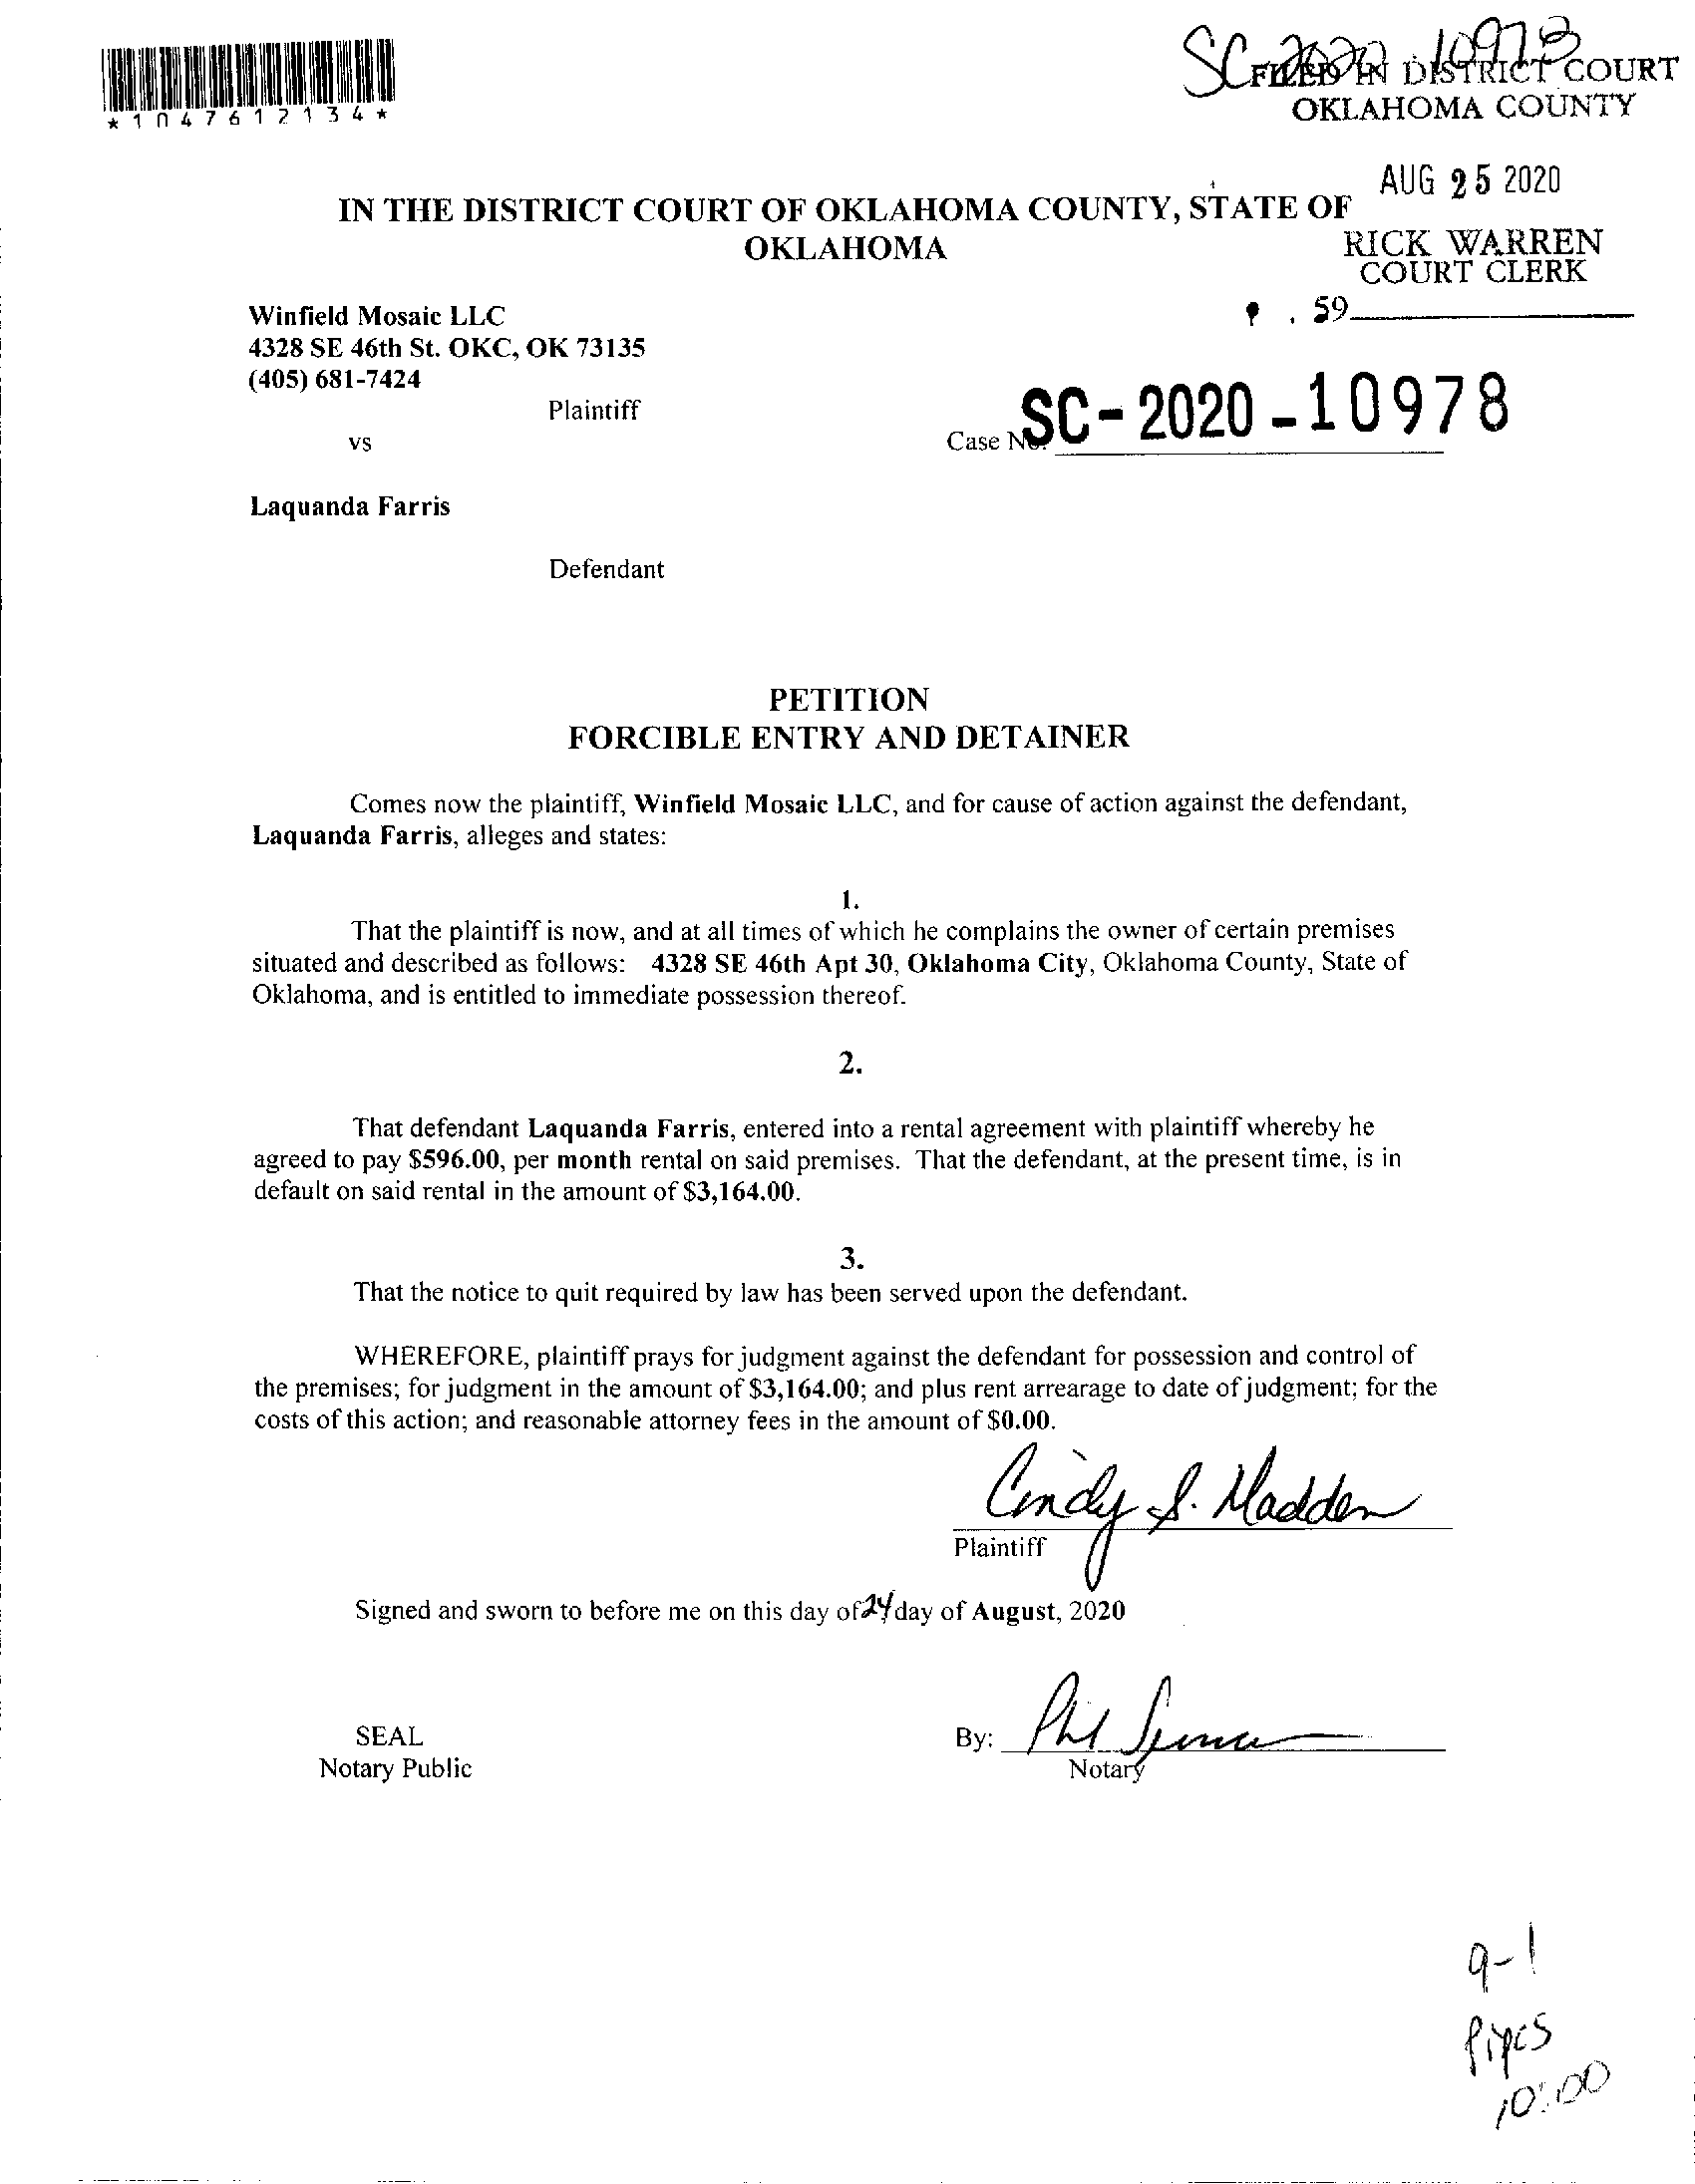 SC 2020 10978
FILED IN DISTRICT COURT
OKLAHOMA COUNTY
*1047612134*
AUG 25 2020
IN THE DISTRICT COURT OF OKLAHOMA COUNTY, STATE OF
OKLAHOMA
RICK WARREN
COURT CLERK
59
Winfield Mosaic LLC
4328 SE 46th St. OKC, OK 73135
(405) 681-7424
Plaintiff
vs
Case No. SC-2020-10978
Laquanda Farris
Defendant
PETITION
FORCIBLE ENTRY AND DETAINER
Comes now the plaintiff, Winfield Mosaic LLC, and for cause of action against the defendant,
Laquanda Farris, alleges and states:
1.
That the plaintiff is now, and at all times of which he complains the owner of certain premises
situated and described as follows: 4328 SE 46th Apt 30, Oklahoma City, Oklahoma County, State of
Oklahoma, and is entitled to immediate possession thereof.
2.
That defendant Laquanda Farris, entered into a rental agreement with plaintiff whereby he
agreed to pay $596.00, per month rental on said premises. That the defendant, at the present time, is in
default on said rental in the amount of $3,164.00.
3.
That the notice to quit required by law has been served upon the defendant.
WHEREFORE, plaintiff prays for judgment against the defendant for possession and control of
the premises; for judgment in the amount of $3,164.00; and plus rent arrearage to date of judgment; for the
costs of this action; and reasonable attorney fees in the amount of $0.00.
Cindy S. Madden
Plaintiff
Signed and sworn to before me on this day of 24 day of August, 2020
SEAL
By: Phil
Notary Public
Notary
9-1
10:00